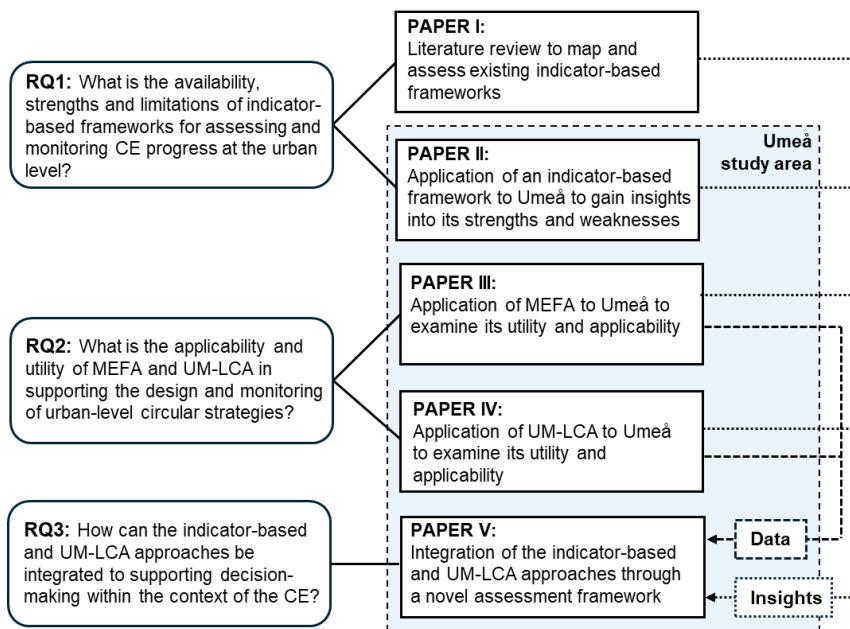 RQ1: What is the availability,
strengths and limitations of indicator-
based frameworks for assessing and
monitoring CE progress at the urban
level?
PAPER I:
Literature review to map and
assess existing indicator-based
frameworks
Umeå
study area
PAPER II:
Application of an indicator-based
framework to Umeå to gain insights
into its strengths and weaknesses
RQ2: What is the applicability and
utility of MEFA and UM-LCA in
supporting the design and monitoring
of urban-level circular strategies?
PAPER III:
Application of MEFA to Umeå to
examine its utility and applicability
PAPER IV:
Application of UM-LCA to Umeå
to examine its utility and
applicability
RQ3: How can the indicator-based
and UM-LCA approaches be
integrated to supporting decision-
making within the context of the CE?
PAPER V:
Integration of the indicator-based
and UM-LCA approaches through
a novel assessment framework
Data
Insights